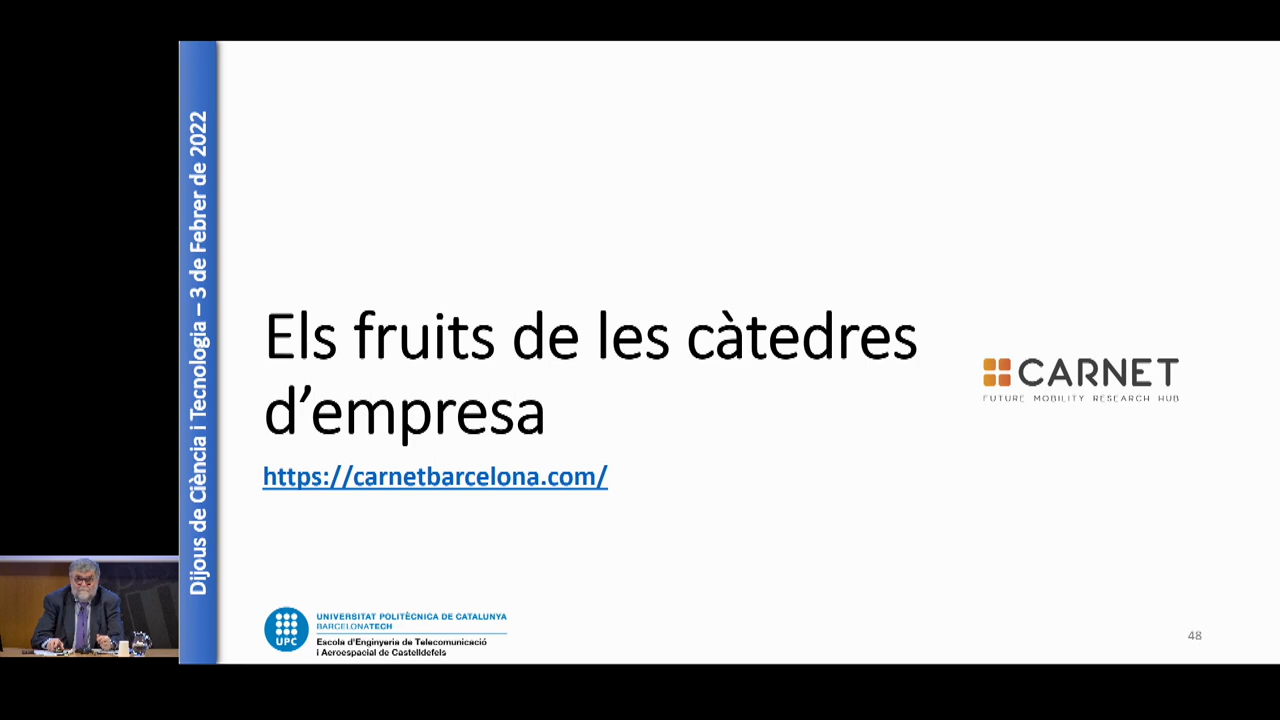 Dijous de Ciència i Tecnologia – 3 de Febrer de 2022
Els fruits de les càtedres
d’empresa
https://carnetbarcelona.com/
CARNET
FUTURE MOBILITY RESEARCH HUB
UPC
UNIVERSITAT POLITÈCNICA DE CATALUNYA
BARCELONATECH
Escola d'Enginyeria de Telecomunicació
i Aeroespacial de Castelldefels
48